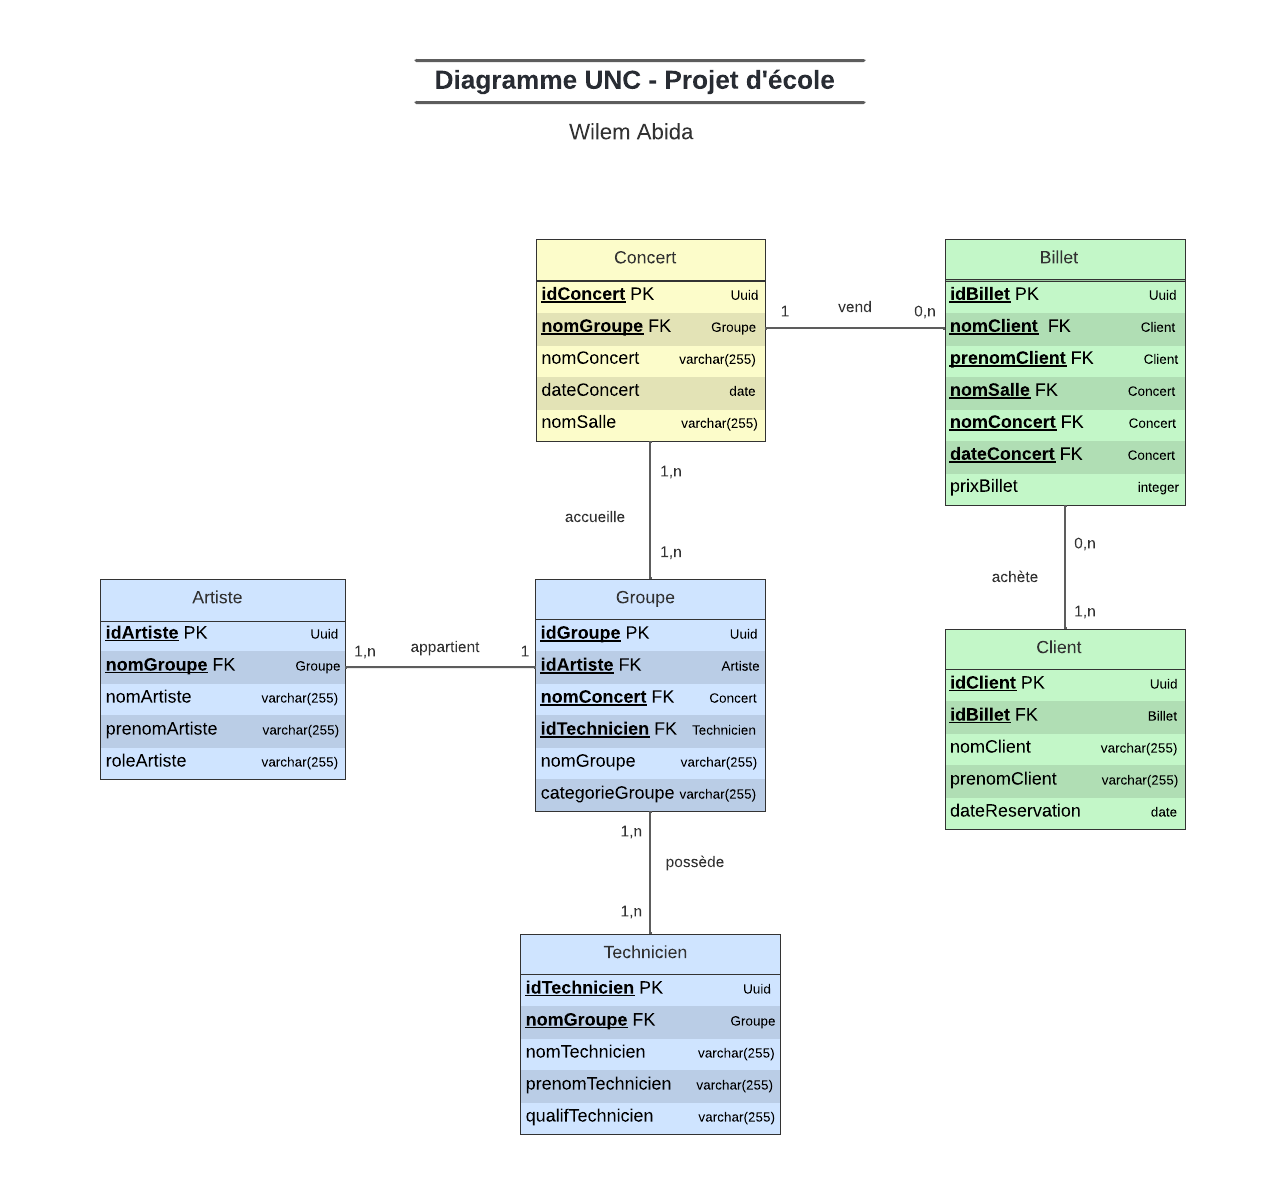 Diagramme UNC - Projet d'école
Wilem Abida
Concert
idConcert PK Uuid
nomGroupe FK Groupe
nomConcert varchar(255)
dateConcert date
nomSalle varchar(255)
1 vend 0,n
Billet
idBillet PK Uuid
nomClient FK Client
prenomClient FK Client
nomSalle FK Concert
nomConcert FK Concert
dateConcert FK Concert
prixBillet integer
1,n
accueille
1,n
0,n
achète
1,n
Artiste
idArtiste PK Uuid
nomGroupe FK Groupe
nomArtiste varchar(255)
prenomArtiste varchar(255)
roleArtiste varchar(255)
1,n appartient 1
Groupe
idGroupe PK Uuid
idArtiste FK Artiste
nomConcert FK Concert
idTechnicien FK Technicien
nomGroupe varchar(255)
categorieGroupe varchar(255)
Client
idClient PK Uuid
idBillet FK Billet
nomClient varchar(255)
prenomClient varchar(255)
dateReservation date
1,n
possède
1,n
Technicien
idTechnicien PK Uuid
nomGroupe FK Groupe
nomTechnicien varchar(255)
prenomTechnicien varchar(255)
qualifTechnicien varchar(255)